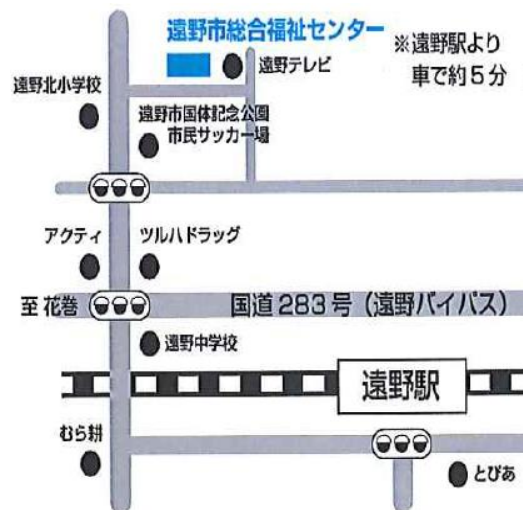 遠野市総合福祉センター
※遠野駅より
車で約5分
遠野テレビ
遠野北小学校
遠野市国体記念公園
市民サッカー場
アクティ
ツルハドラッグ
至 花巻
国道283号(遠野バイパス)
遠野中学校
遠野駅
むら耕
とぴあ